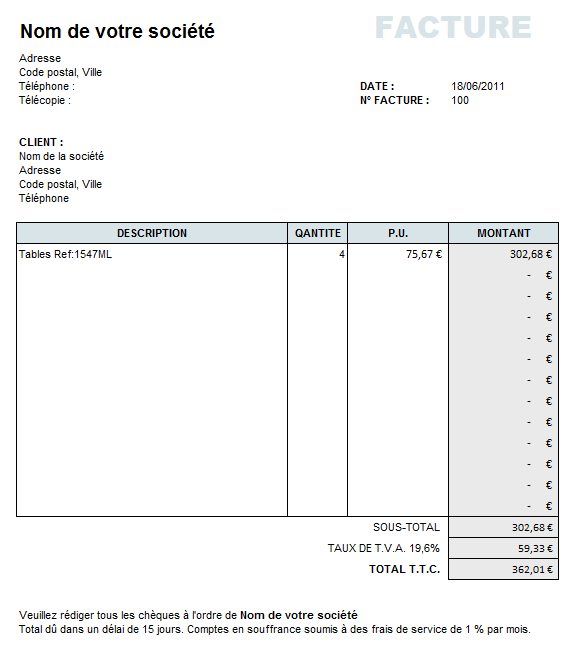 Nom de votre société
FACTURE
Adresse
Code postal, Ville
Téléphone :
DATE : 18/06/2011
Télécopie :
N° FACTURE : 100
CLIENT :
Nom de la société
Adresse
Code postal, Ville
Téléphone
DESCRIPTION QANTITE P.U. MONTANT
Tables Ref:1547ML 4 75,67 € 302,68 €
- €
- €
- €
- €
- €
- €
- €
- €
- €
- €
- €
- €
SOUS-TOTAL 302,68 €
TAUX DE T.V.A. 19,6% 59,33 €
TOTAL T.T.C. 362,01 €
Veuillez rédiger tous les chèques à l'ordre de Nom de votre société
Total dû dans un délai de 15 jours. Comptes en souffrance soumis à des frais de service de 1 % par mois.